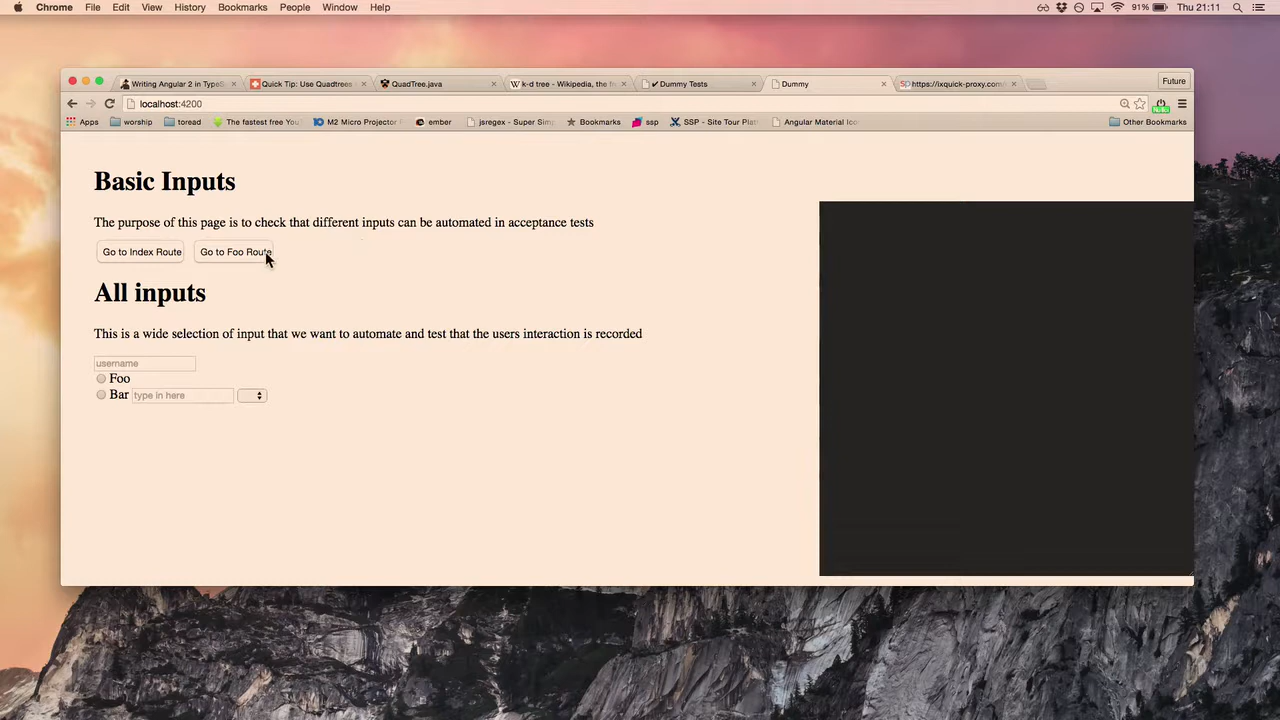 Chrome File Edit View History Bookmarks People Window Help 91% Thu 21:11
Writing Angular 2 in TypeS Quick Tip: Use Quadtrees QuadTree.java k-d tree - Wikipedia, the fr ✔ Dummy Tests Dummy https://ixquick-proxy.com/ Future
localhost:4200
Apps worship toread The fastest free You M2 Micro Projector ember jsregex - Super Sim Bookmarks ssp SSP - Site Tour Plat Angular Material Ico Other Bookmarks
Basic Inputs
The purpose of this page is to check that different inputs can be automated in acceptance tests
Go to Index Route Go to Foo Route
All inputs
This is a wide selection of input that we want to automate and test that the users interaction is recorded
username
Foo
Bar type in here